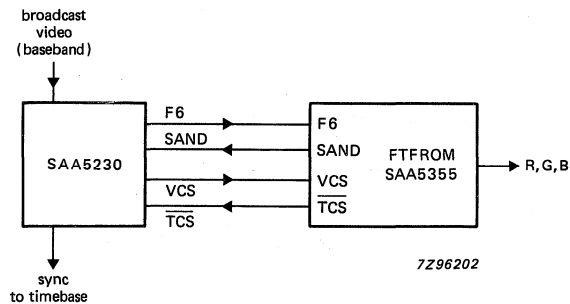 broadcast
video
(baseband)
SAA5230
F6
SAND
VCS
TCS
F6
SAND
VCS
TCS
FTFROM
SAA5355
R,G,B
sync
to timebase
7Z96202